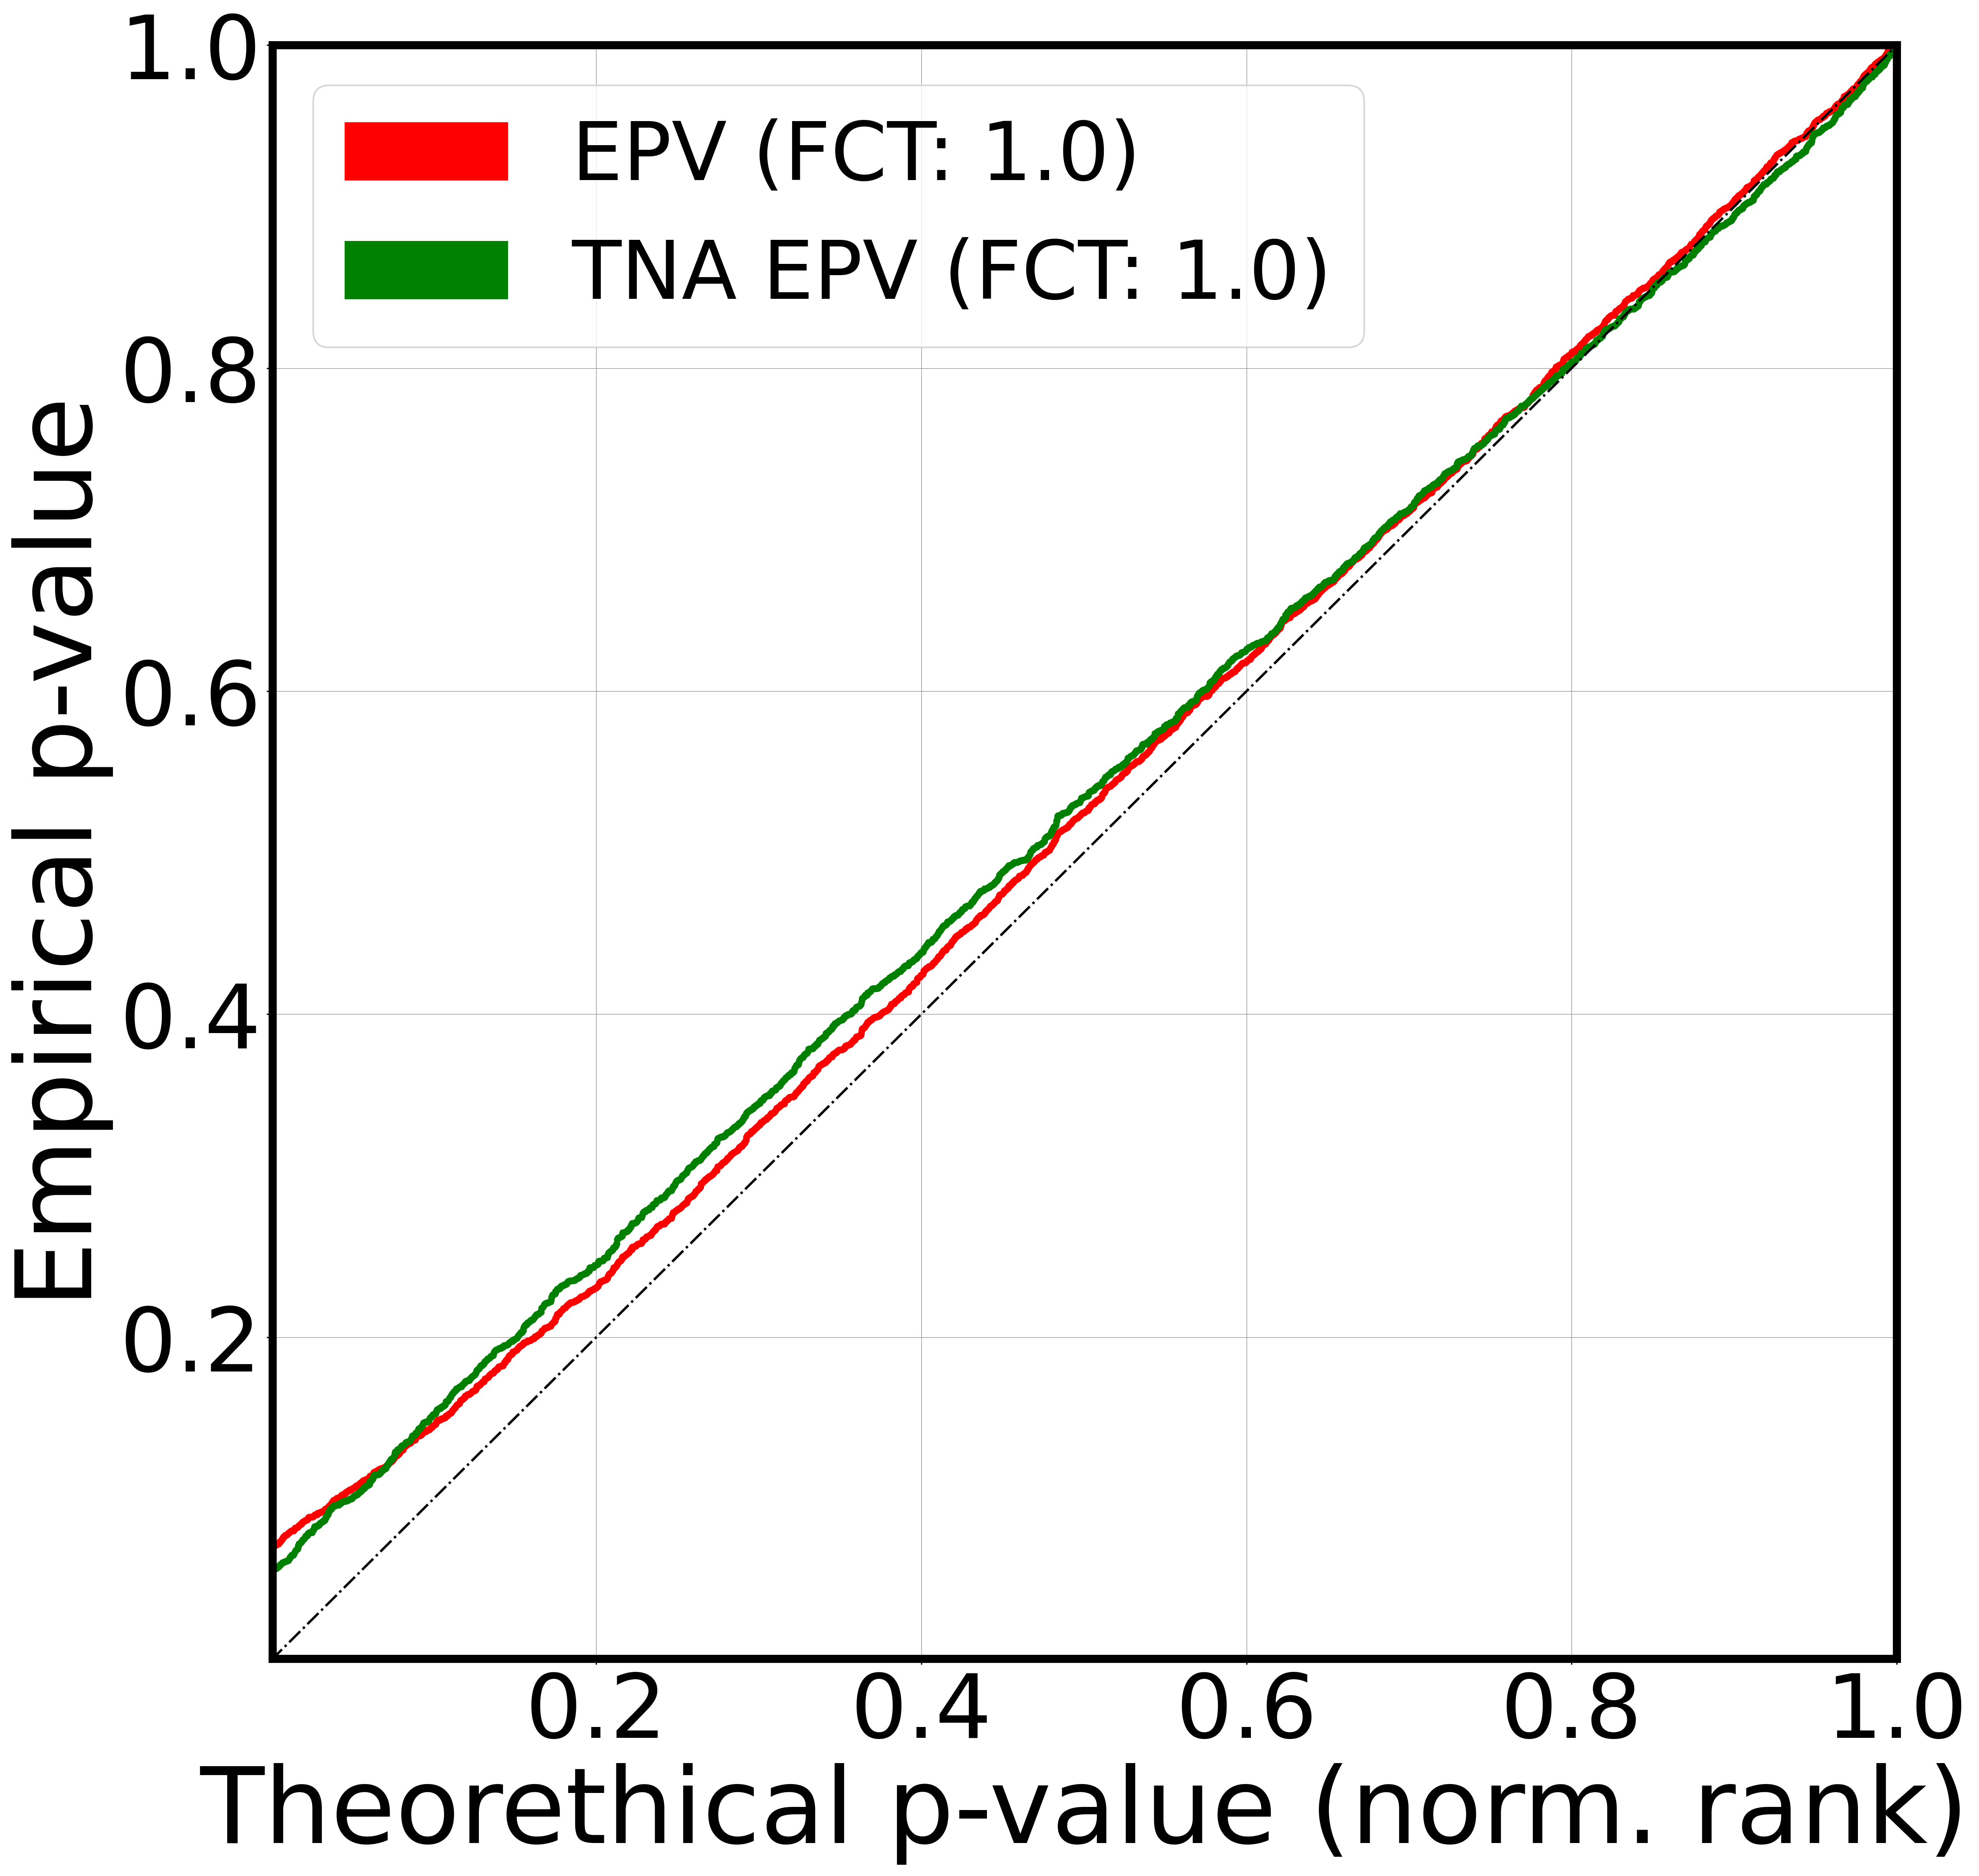 1.0
0.8
0.6
0.4
0.2
Empirical p-value
EPV (FCT: 1.0)
TNA EPV (FCT: 1.0)
0.2 0.4 0.6 0.8 1.0
Theorethical p-value (norm. rank)